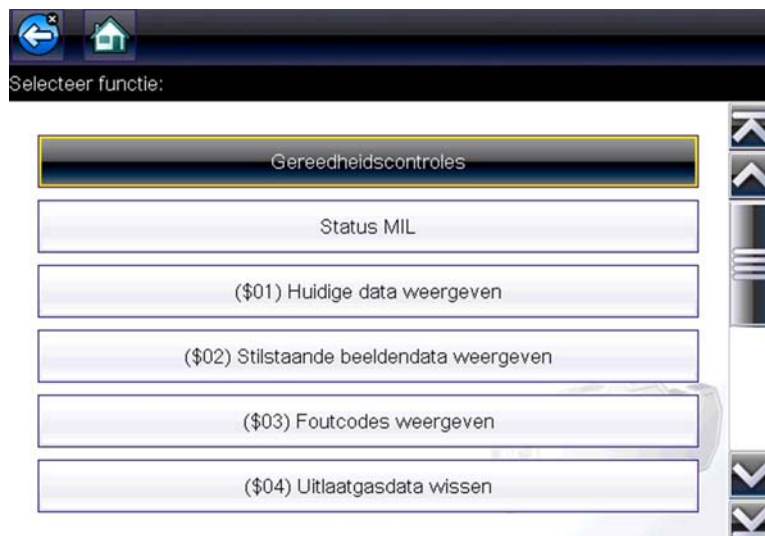 Selecteer functie:
Gereedheidscontroles
Status MIL
($01) Huidige data weergeven
($02) Stilstaande beeldendata weergeven
($03) Foutcodes weergeven
($04) Uitlaatgasdata wissen